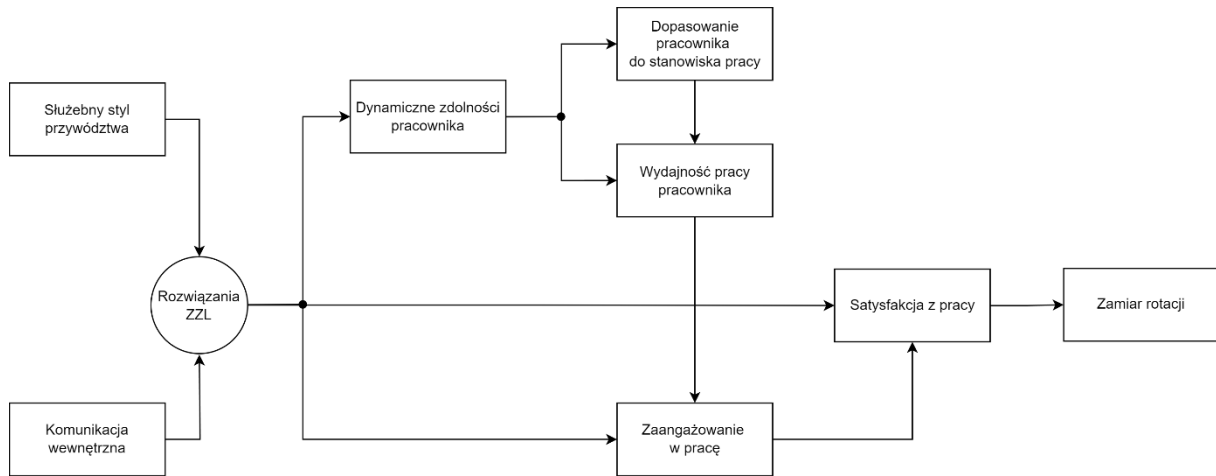 Dopasowanie
pracownika
do stanowiska pracy
Służebny styl
przywództwa
Dynamiczne zdolności
pracownika
Wydajność pracy
pracownika
Rozwiązania
ZZL
Satysfakcja z pracy
Zamiar rotacji
Komunikacja
wewnętrzna
Zaangażowanie
w pracę